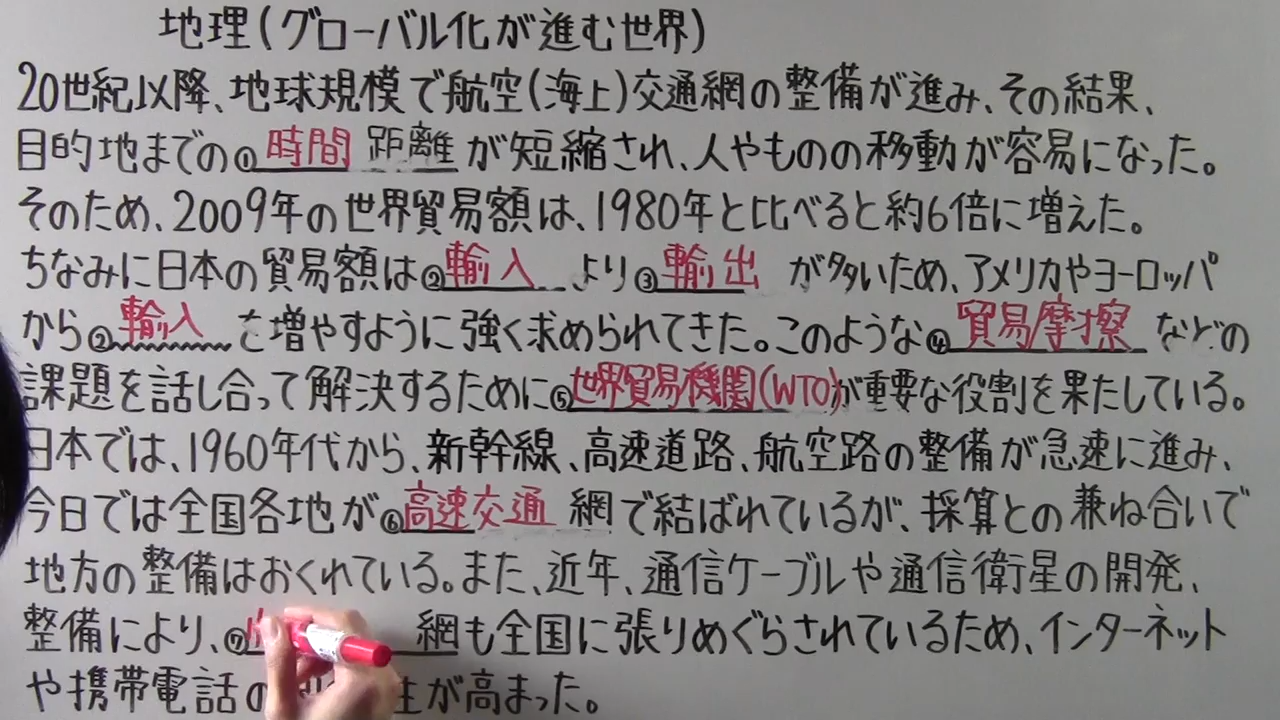 地理(グローバル化が進む世界)
20世紀以降、地球規模で航空(海上)交通網の整備が進み、その結果、
目的地までの①時間距離が短縮され、人やものの移動が容易になった。
そのため、2009年の世界貿易額は、1980年と比べると約6倍に増えた。
ちなみに日本の貿易額は②輸入より③輸出が多いため、アメリカやヨーロッパ
から②輸入を増やすように強く求められてきた。このような④貿易摩擦などの
課題を話し合って解決するために⑤世界貿易機関(WTO)が重要な役割を果たしている。
日本では、1960年代から、新幹線、高速道路、航空路の整備が急速に進み、
今日では全国各地が⑥高速交通網で結ばれているが、採算との兼ね合いで
地方の整備はおくれている。また、近年、通信ケーブルや通信衛星の開発、
整備により、⑦網も全国に張りめぐらされているため、インターネット
や携帯電話の性が高まった。